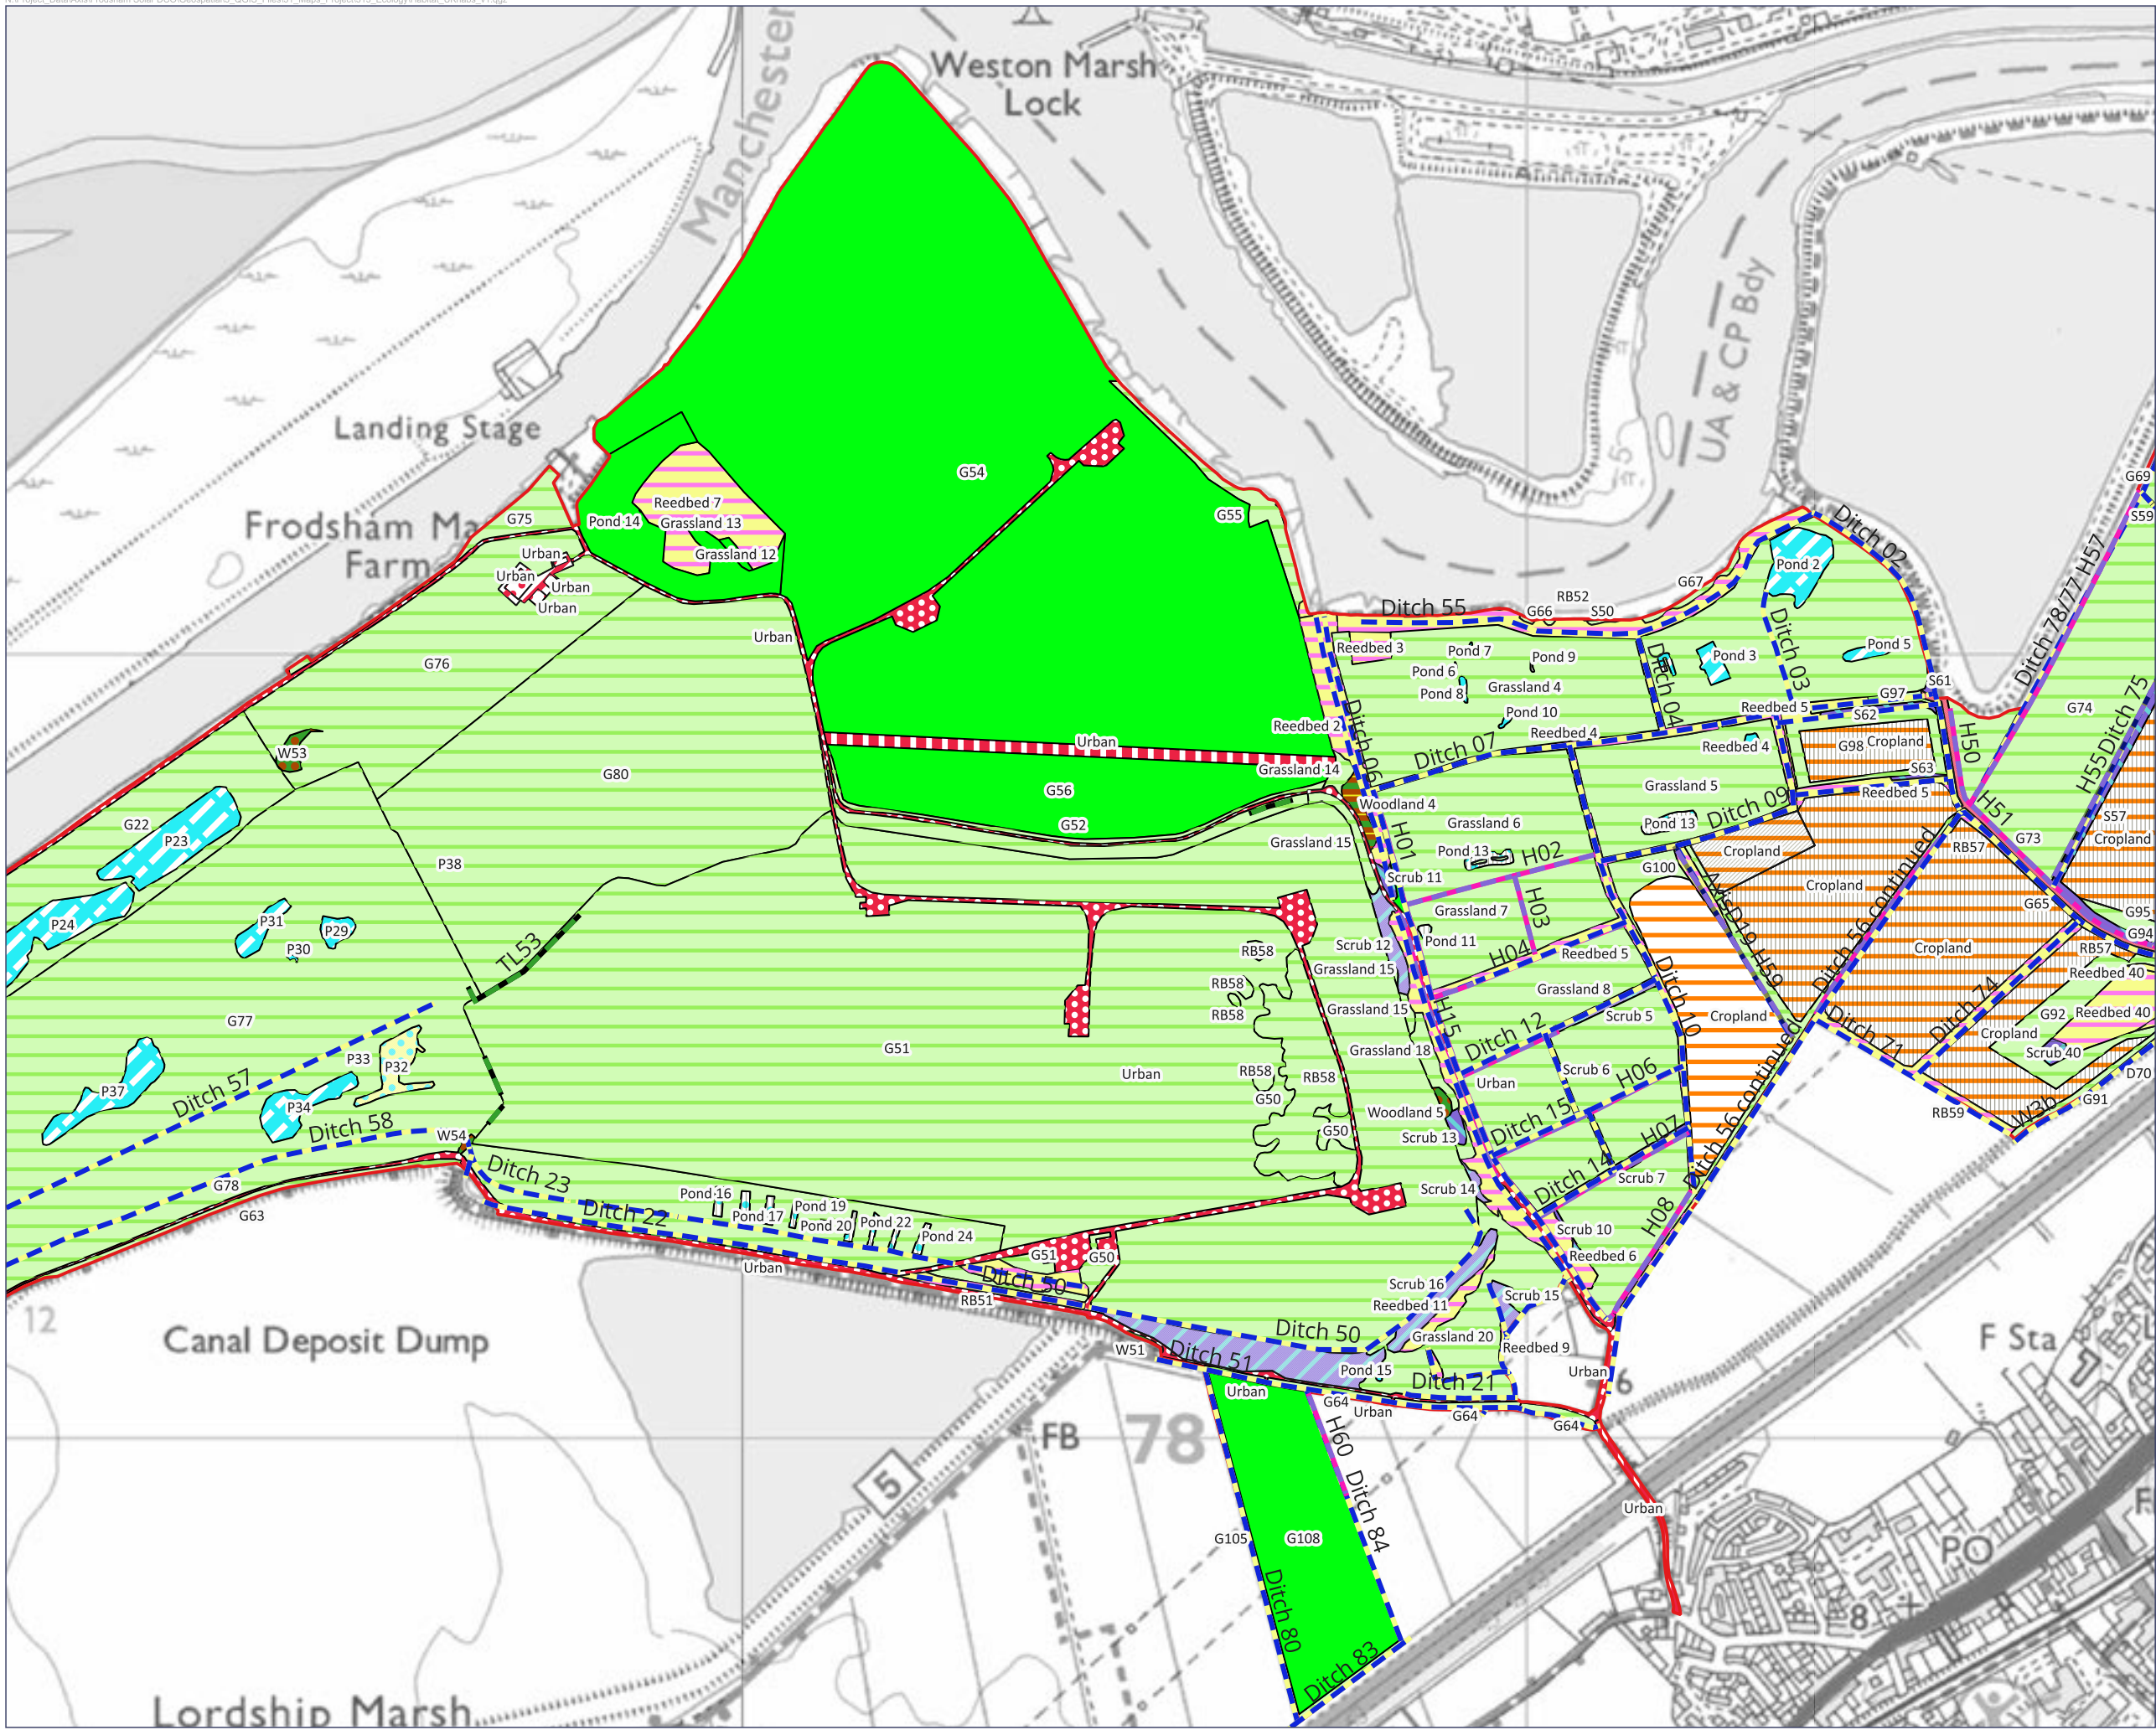 Manchester
Weston Marsh
Lock
Landing Stage
Frodsham Ma
Farm
UA & CP Bdy
G54
G55
G75
Pond 14
Reedbed 7
Grassland 13
Grassland 12
Urban
Urban
Urban
Urban
Urban
G76
G80
W53
G22
P23
P24
P38
P31
P30
P29
TL53
G77
P33
P32
P37
P34
Ditch 57
Ditch 58
W54
G78
G63
Urban
Grassland 14
G56
G52
Grassland 15
G51
Urban
RB58
RB58
RB58
RB58
RB58
G50
G50
Scrub 12
Grassland 15
Grassland 15
Grassland 18
Woodland 5
Scrub 13
Scrub 14
Ditch 23
Ditch 22
Pond 16
Pond 17
Pond 19
Pond 20
Pond 22
Pond 24
G51
G50
Urban
Ditch 50
RB51
Ditch 50
Ditch 51
W51
Scrub 16
Reedbed 11
Grassland 20
Scrub 15
Reedbed 9
Pond 15
Ditch 21
Urban
G64
Urban
G64
G64
Urban
Urban
Ditch 55
G66
RB52
S50
G67
Ditch 02
Pond 2
Reedbed 3
Pond 7
Pond 6
Pond 8
Pond 9
Grassland 4
Pond 10
Ditch 04
Pond 3
Ditch 03
Pond 5
Reedbed 2
Ditch 06
Ditch 07
Reedbed 4
Reedbed 4
Reedbed 5
G97
S61
S62
G98
Cropland
S63
Reedbed 5
Grassland 5
Woodland 4
Grassland 6
Pond 13
Pond 13
Ditch 09
H01
H02
Scrub 11
Grassland 7
H03
G100
Cropland
Cropland
Pond 11
H04
Reedbed 5
H59
H15
Grassland 8
Scrub 5
Ditch 10
Cropland
Ditch 12
Urban
Scrub 6
H06
Ditch 15
H07
Ditch 14
Scrub 7
H08
Scrub 10
Reedbed 6
Ditch 56 continued
Ditch 56 continued
Cropland
RB57
H50
H51
G73
G65
G74
Ditch 78/77
H57
H55
Ditch 75
G69
S59
S57
Cropland
G95
G94
RB57
Reedbed 40
Reedbed 40
G92
Cropland
Scrub 40
Ditch 74
Ditch 71
RB59
W3b
G91
D70
Canal Deposit Dump
12
78
FB
5
G105
G108
H60
Ditch 84
Ditch 80
Ditch 83
Lordship Marsh
F Sta
PO
8